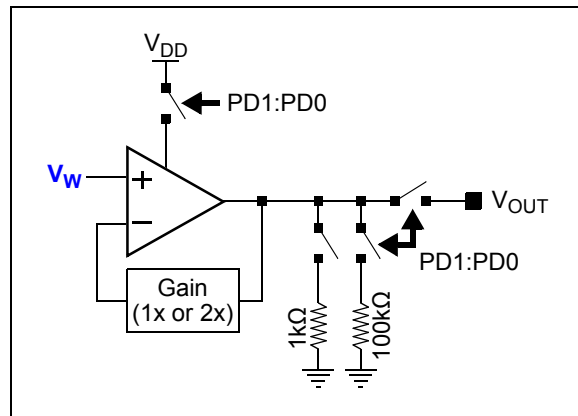 VDD
PD1:PD0
VW
+
VOUT
−
PD1:PD0
Gain
(1x or 2x)
1kΩ
100kΩ